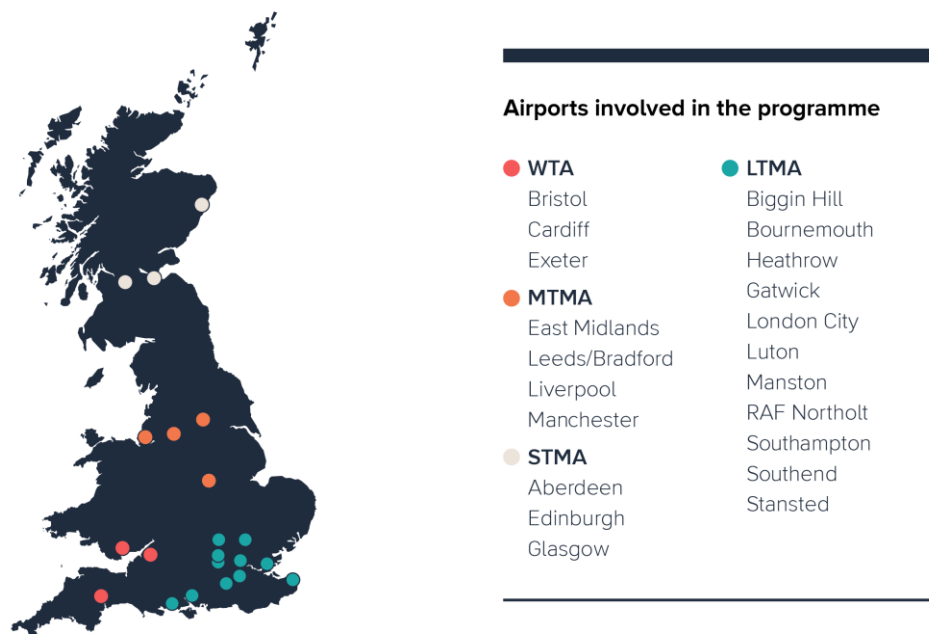 Airports involved in the programme
WTA
Bristol
Cardiff
Exeter
MTMA
East Midlands
Leeds/Bradford
Liverpool
Manchester
STMA
Aberdeen
Edinburgh
Glasgow
LTMA
Biggin Hill
Bournemouth
Heathrow
Gatwick
London City
Luton
Manston
RAF Northolt
Southampton
Southend
Stansted